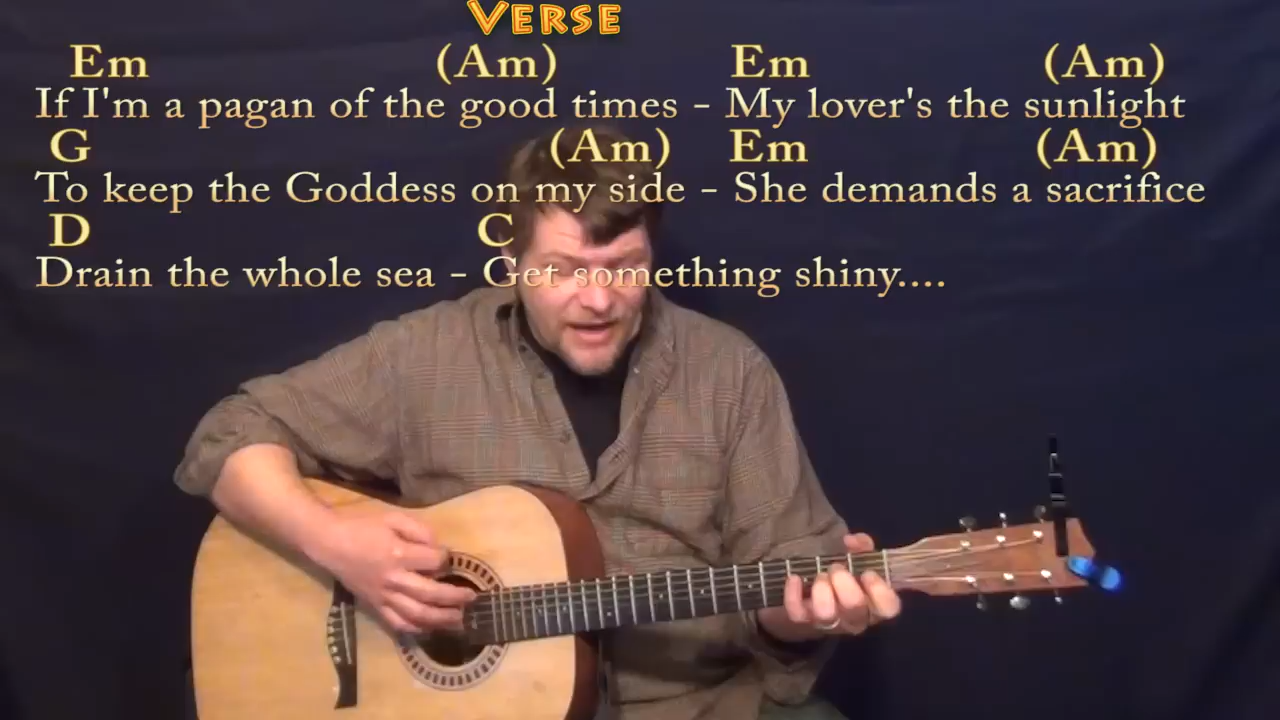 VERSE
Em (Am) Em (Am)
If I'm a pagan of the good times - My lover's the sunlight
G (Am) Em (Am)
To keep the Goddess on my side - She demands a sacrifice
D C
Drain the whole sea - Get something shiny....